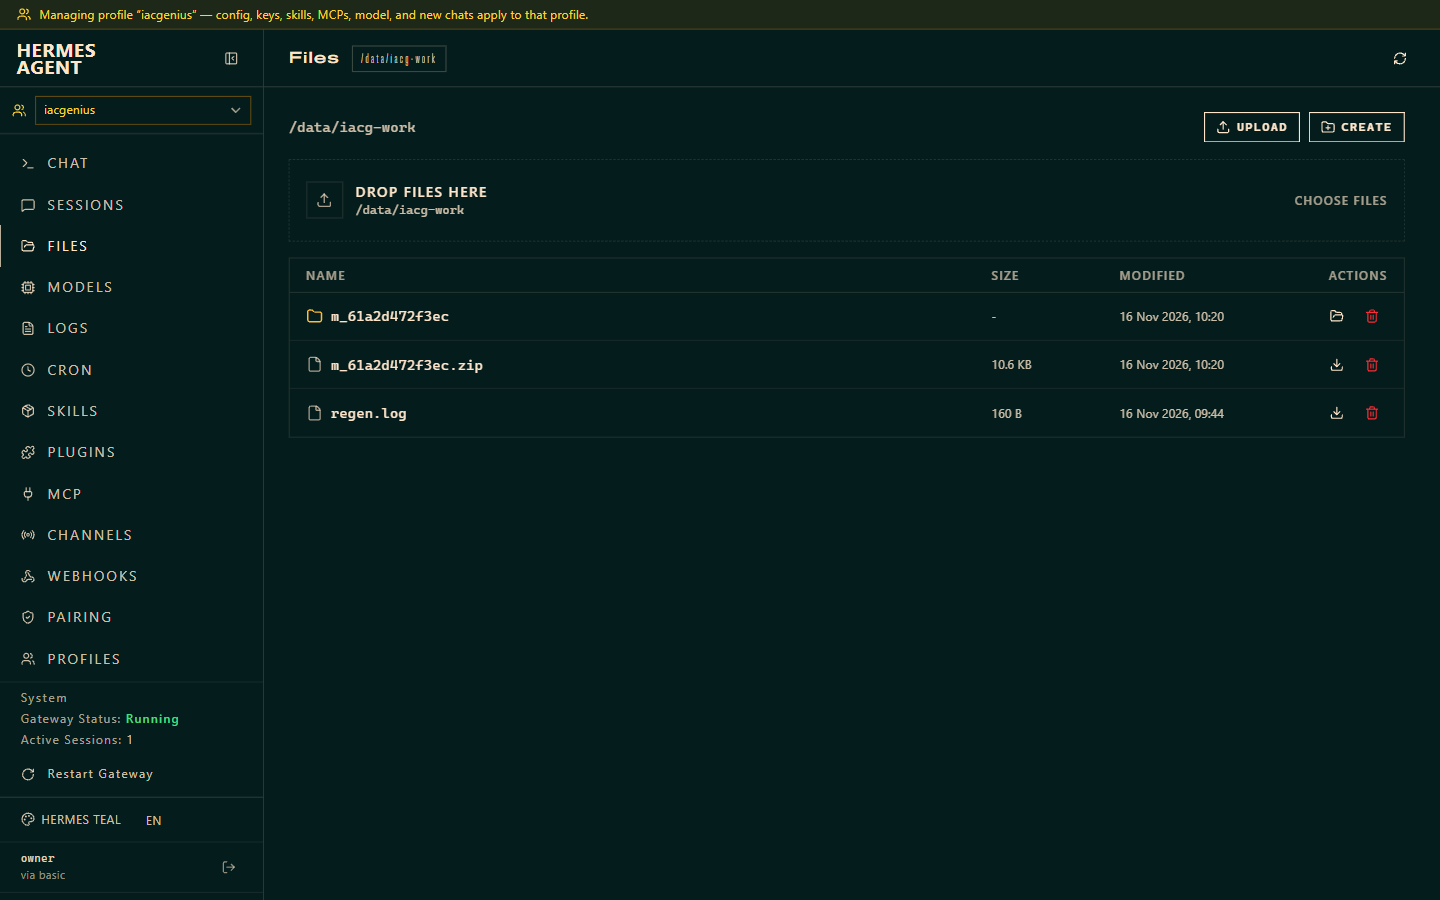 Managing profile “iacgenius” — config, keys, skills, MCPs, model, and new chats apply to that profile.
HERMES
AGENT
iacgenius
CHAT
SESSIONS
FILES
MODELS
LOGS
CRON
SKILLS
PLUGINS
MCP
CHANNELS
WEBHOOKS
PAIRING
PROFILES
System
Gateway Status: Running
Active Sessions: 1
Restart Gateway
HERMES TEAL EN
owner
via basic
Files /data/iacg-work
/data/iacg-work UPLOAD CREATE
DROP FILES HERE
/data/iacg-work
CHOOSE FILES
NAME SIZE MODIFIED ACTIONS
m_61a2d472f3ec - 16 Nov 2026, 10:20
m_61a2d472f3ec.zip 10.6 KB 16 Nov 2026, 10:20
regen.log 160 B 16 Nov 2026, 09:44